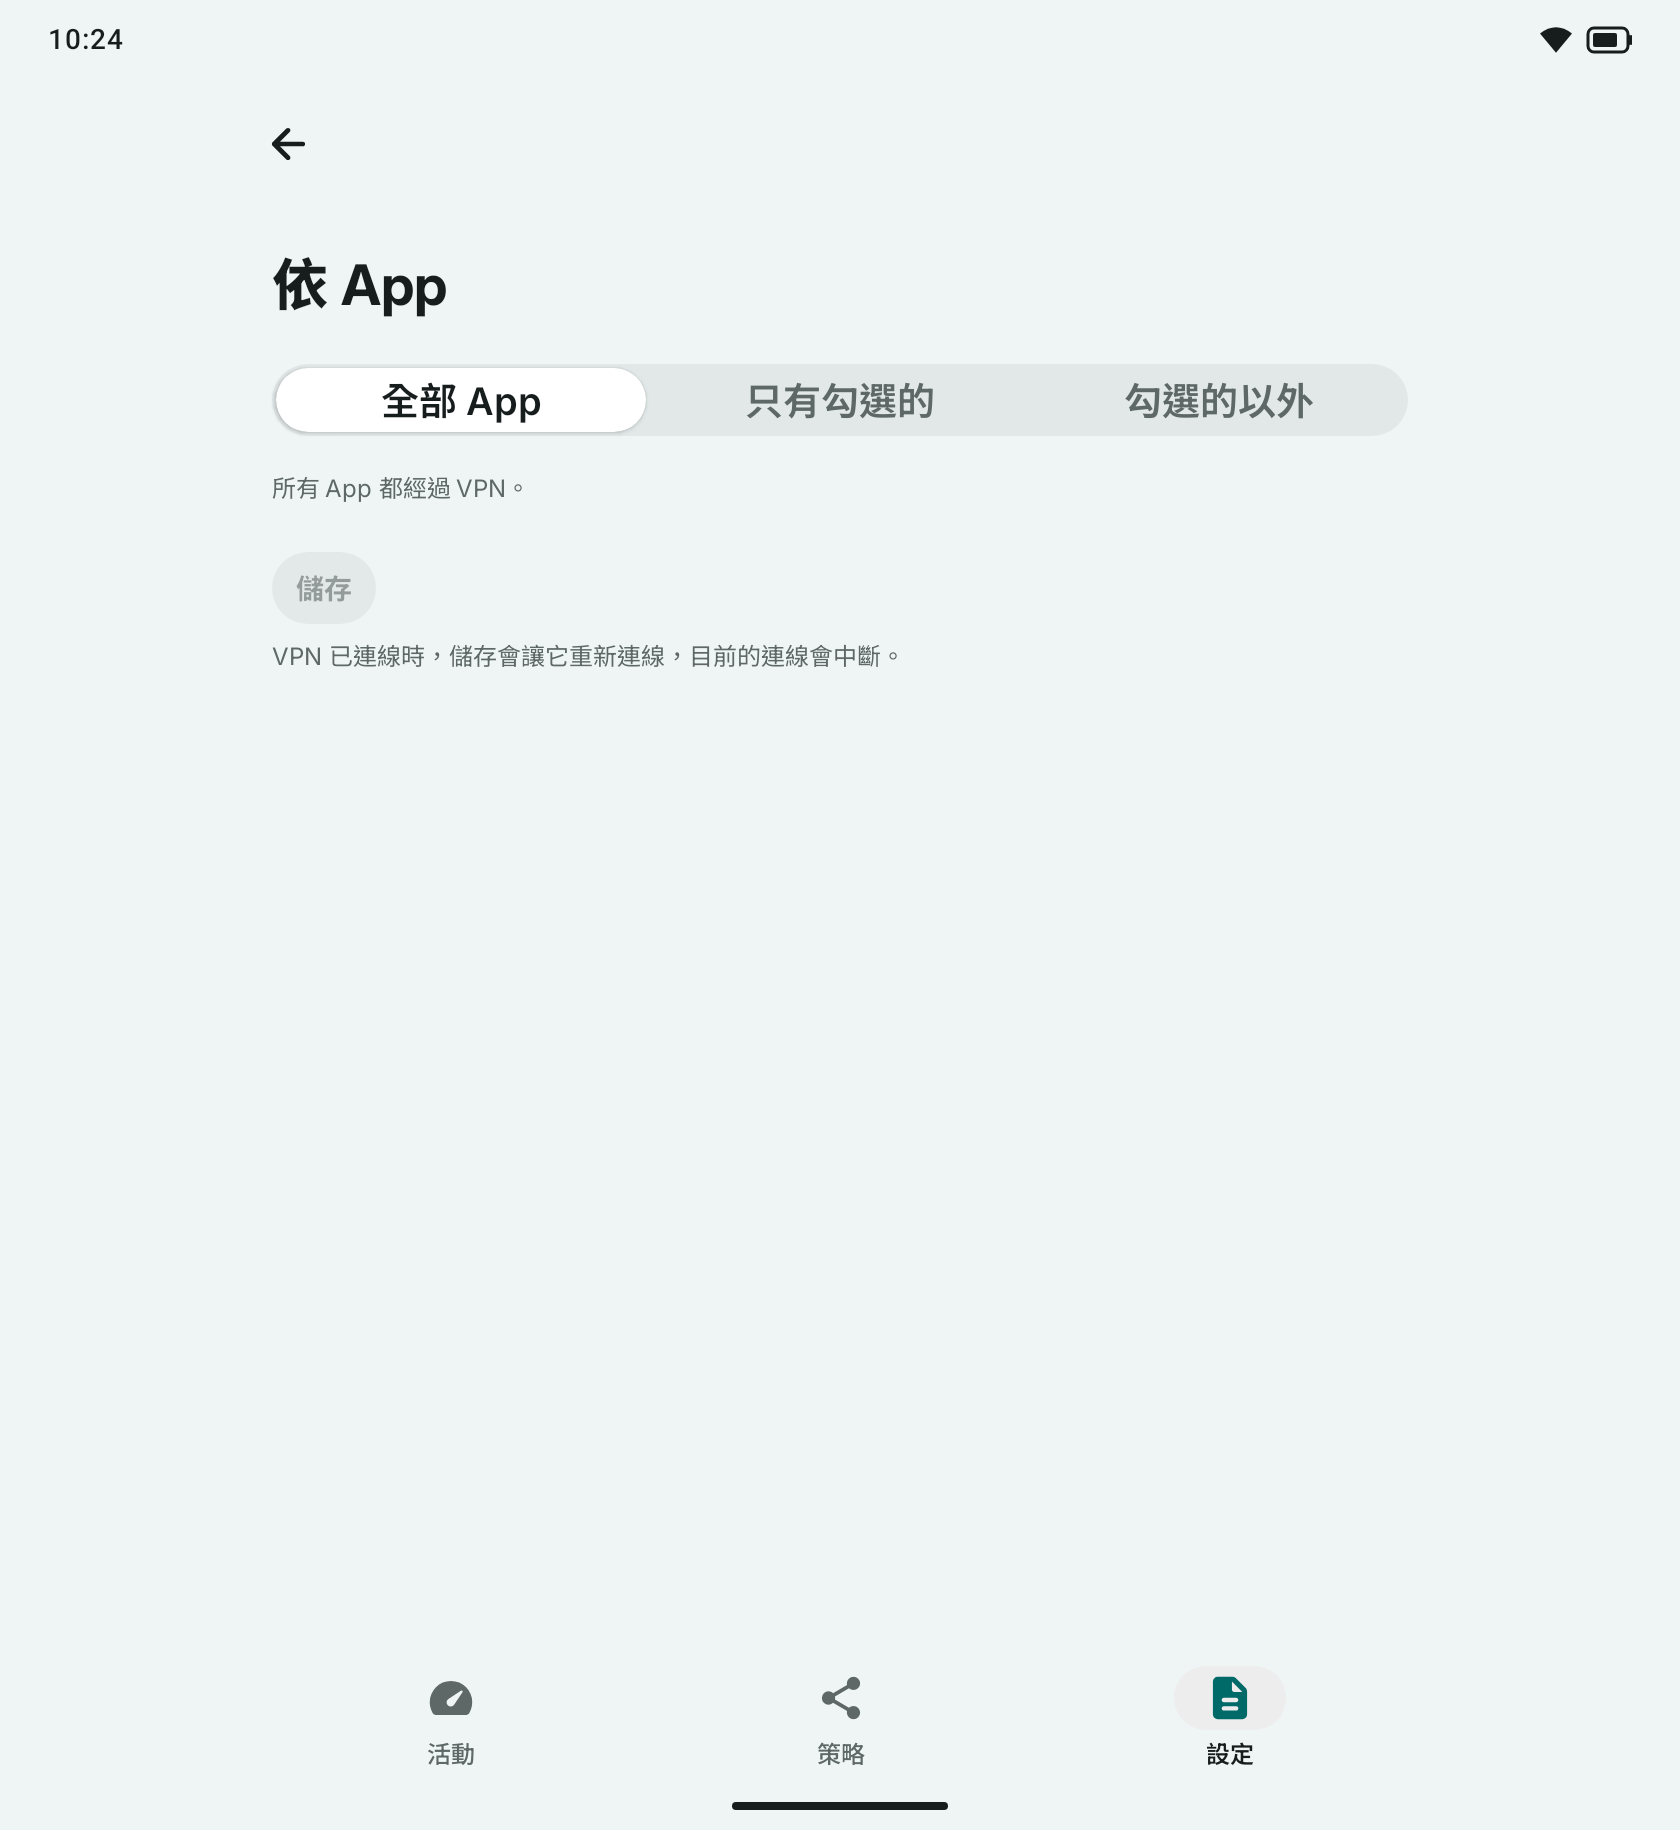 10:24
依 App
全部 App
只有勾選的
勾選的以外
所有 App 都經過 VPN。
儲存
VPN 已連線時，儲存會讓它重新連線，目前的連線會中斷。
活動
策略
設定